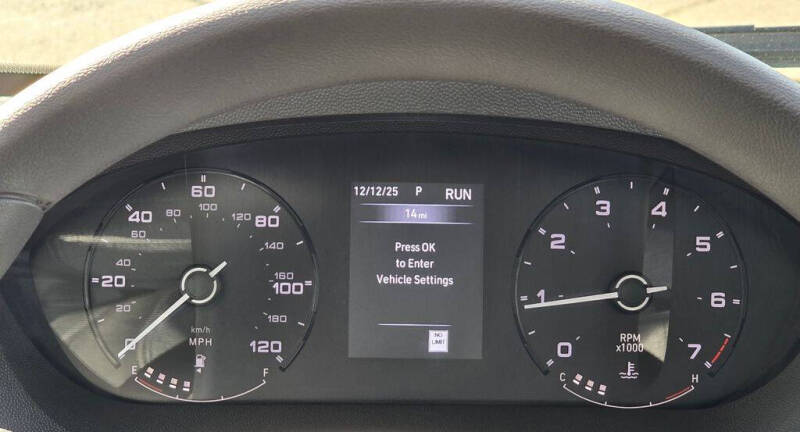 60
40
80
60
80
100
120
140
40
20
20
160
100
180
0
120
km/h
MPH
E
F
12/12/25 P RUN
14 mi
Press OK
to Enter
Vehicle Settings
NO
LIMIT
3
4
2
5
1
6
0
7
RPM
x1000
C
H